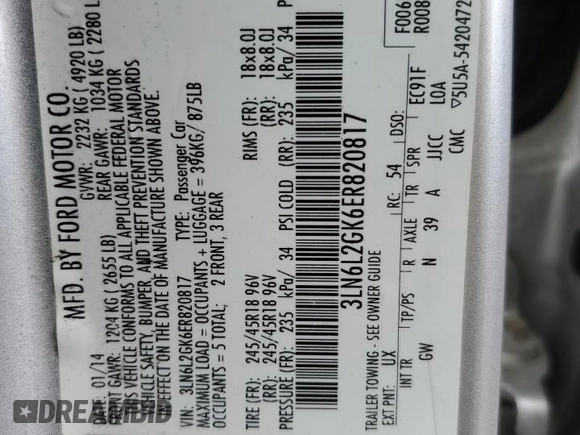 MFD. BY FORD MOTOR CO.
DATE: 01/14 GVWR: 2232 KG ( 4920 LB)
FRONT GAWR: 1204 KG ( 2655 LB) REAR GAWR: 1034 KG ( 2280 L
THIS VEHICLE CONFORMS TO ALL APPLICABLE FEDERAL MOTOR
VEHICLE SAFETY, BUMPER, AND THEFT PREVENTION STANDARDS
IN EFFECT ON THE DATE OF MANUFACTURE SHOWN ABOVE.
VIN: 3LN6L2GK6ER820817 TYPE: Passenger Car
MAXIMUM LOAD = OCCUPANTS + LUGGAGE = 396KG/ 875LB
OCCUPANTS = 5 TOTAL; 2 FRONT, 3 REAR
TIRE (FR): 245/45R18 96V RIMS (FR): 18x8.0J
(RR): 245/45R18 96V (RR): 18x8.0J
PRESSURE (FR): 235 kPa/ 34 PSI COLD (RR): 235 kPa/ 34 P
3LN6L2GK6ER820817
F006
R008
TRAILER TOWING - SEE OWNER GUIDE
EXT PNT: UX RC: 54 DSO: EC91F
INT TR TP/PS R AXLE TR SPR LOA
GW N 39 A JJCC CMC ▽5U5A-5420472
DREAMBID